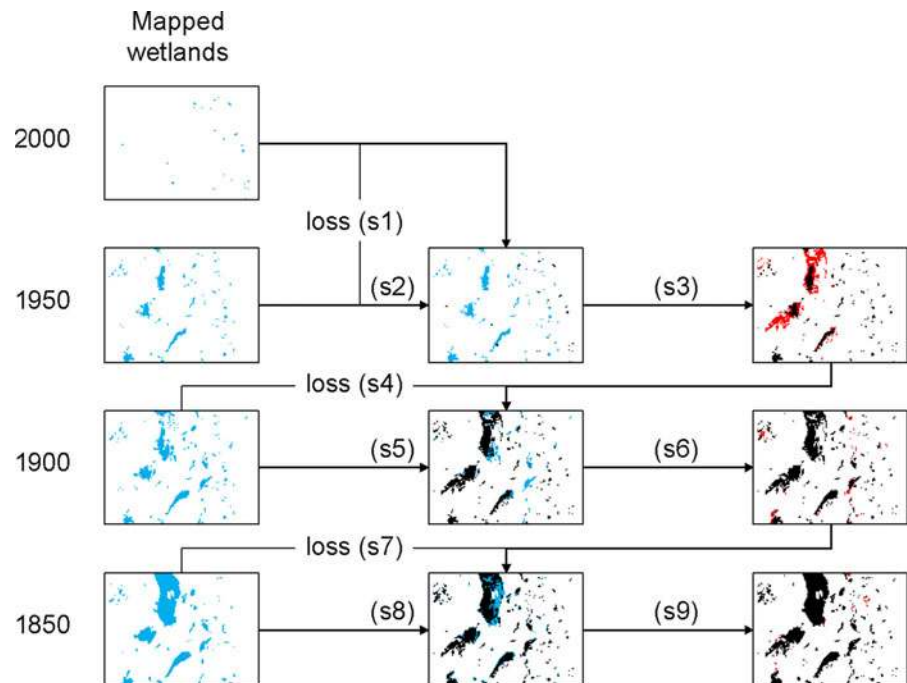 Mapped
wetlands
2000
loss (s1)
1950
(s2)
(s3)
loss (s4)
1900
(s5)
(s6)
loss (s7)
1850
(s8)
(s9)